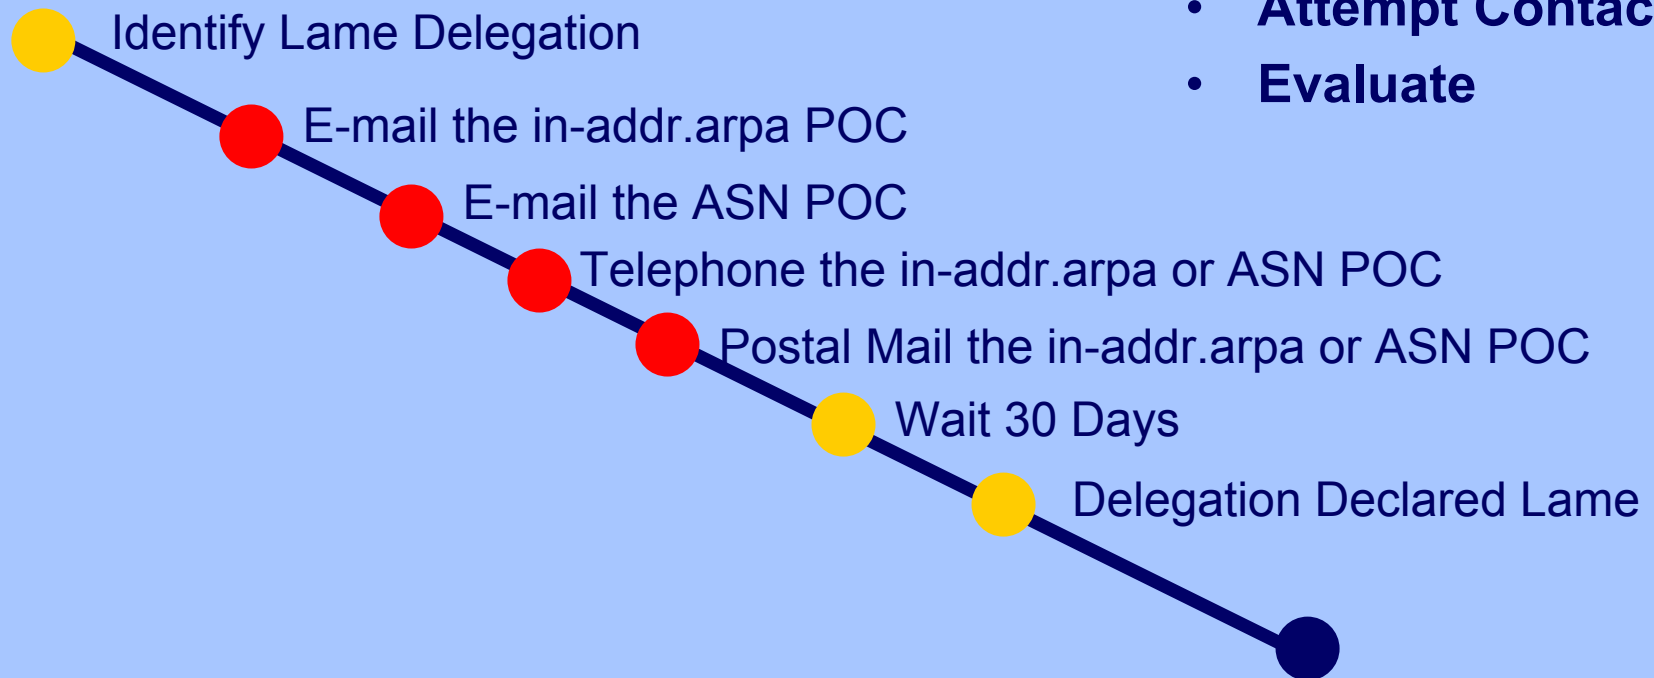 Identify Lame Delegation
E-mail the in-addr.arpa POC
E-mail the ASN POC
Telephone the in-addr.arpa or ASN POC
Postal Mail the in-addr.arpa or ASN POC
Wait 30 Days
Delegation Declared Lame
• Attempt
• Evaluate